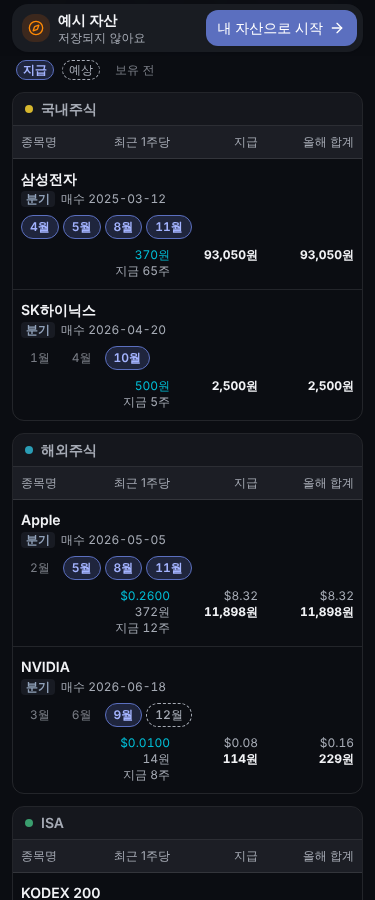 예시 자산
저장되지 않아요
내 자산으로 시작 →
지급 예상 보유 전
국내주식
종목명 최근 1주당 지급 올해 합계
삼성전자
분기 매수 2025-03-12
4월 5월 8월 11월
370원 93,050원 93,050원
지금 65주
SK하이닉스
분기 매수 2026-04-20
1월 4월 10월
500원 2,500원 2,500원
지금 5주
해외주식
종목명 최근 1주당 지급 올해 합계
Apple
분기 매수 2026-05-05
2월 5월 8월 11월
$0.2600 $8.32 $8.32
372원 11,898원 11,898원
지금 12주
NVIDIA
분기 매수 2026-06-18
3월 6월 9월 12월
$0.0100 $0.08 $0.16
14원 114원 229원
지금 8주
ISA
종목명 최근 1주당 지급 올해 합계
KODEX 200